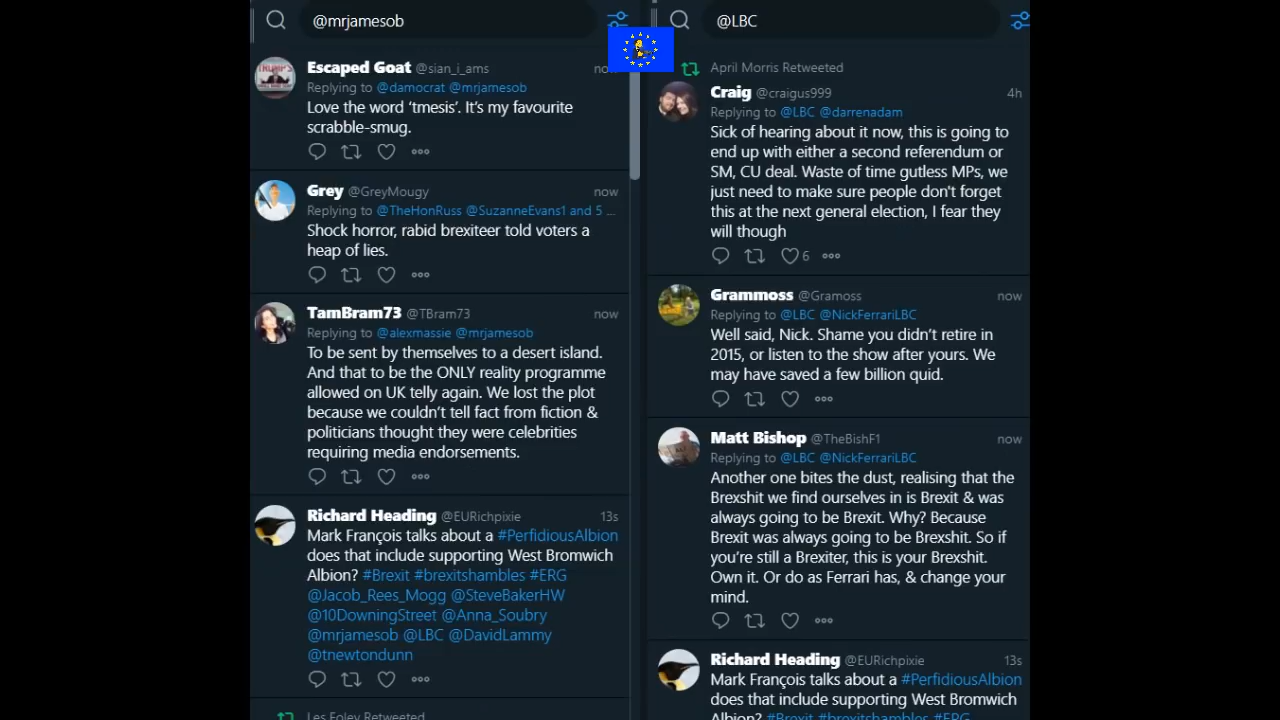 @mrjamesob
Escaped Goat @sian_i_ams now
Replying to @damocrat @mrjamesob
Love the word ‘tmesis’. It’s my favourite
scrabble-smug.
Grey @GreyMougy now
Replying to @TheHonRuss @SuzanneEvans1 and 5 ...
Shock horror, rabid brexiteer told voters a
heap of lies.
TamBram73 @TBram73 now
Replying to @alexmassie @mrjamesob
To be sent by themselves to a desert island.
And that to be the ONLY reality programme
allowed on UK telly again. We lost the plot
because we couldn’t tell fact from fiction &
politicians thought they were celebrities
requiring media endorsements.
Richard Heading @EURichpixie 13s
Mark François talks about a #PerfidiousAlbion
does that include supporting West Bromwich
Albion? #Brexit #brexitshambles #ERG
@Jacob_Rees_Mogg @SteveBakerHW
@10DowningStreet @Anna_Soubry
@mrjamesob @LBC @DavidLammy
@tnewtondunn
Les Foley Retweeted
@LBC
April Morris Retweeted
Craig @craigus999 4h
Replying to @LBC @darrenadam
Sick of hearing about it now, this is going to
end up with either a second referendum or
SM, CU deal. Waste of time gutless MPs, we
just need to make sure people don't forget
this at the next general election, I fear they
will though
6
Grammoss @Gramoss now
Replying to @LBC @NickFerrariLBC
Well said, Nick. Shame you didn’t retire in
2015, or listen to the show after yours. We
may have saved a few billion quid.
Matt Bishop @TheBishF1 now
Replying to @LBC @NickFerrariLBC
Another one bites the dust, realising that the
Brexshit we find ourselves in is Brexit & was
always going to be Brexit. Why? Because
Brexit was always going to be Brexshit. So if
you’re still a Brexiter, this is your Brexshit.
Own it. Or do as Ferrari has, & change your
mind.
Richard Heading @EURichpixie 13s
Mark François talks about a #PerfidiousAlbion
does that include supporting West Bromwich
Albion? #Brexit #brexitshambles #ERG